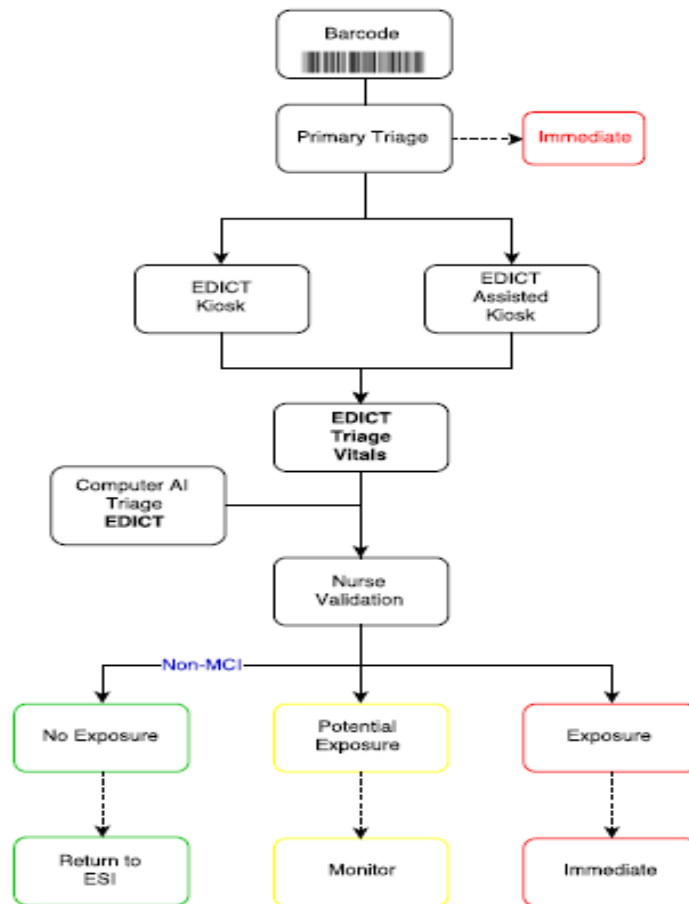 Barcode
Primary Triage
Immediate
EDICT
Kiosk
EDICT
Assisted
Kiosk
EDICT
Triage
Vitals
Computer AI
Triage
EDICT
Nurse
Validation
Non-MCI
No Exposure
Potential
Exposure
Exposure
Return to
ESI
Monitor
Immediate